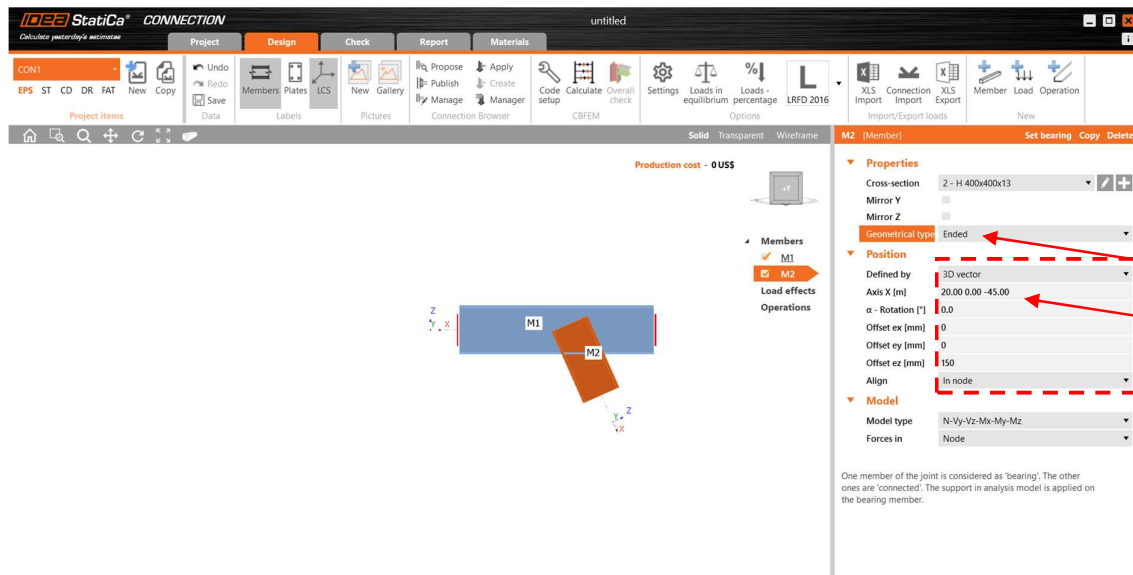 IDEA StatiCa® CONNECTION
untitled
Calculate yesterday's estimates
Project Design Check Report Materials
CON1
EPS ST CD DR FAT
New Copy
Project items
Undo
Redo
Save
Data
Members Plates LCS
Labels
New Gallery
Pictures
Propose Apply
Publish Create
Manage Manager
Connection Browser
Code setup
Calculate
Overall check
CBFEM
Settings
Loads in equilibrium
Loads - percentage
L
LRFD 2016
Options
XLS Import
Connection Import
XLS Export
Import/Export loads
Member Load Operation
New
Solid Transparent Wireframe
M2 [Member] Set bearing Copy Delete
Production cost - 0 US$
+Y
Members
M1
M2
Load effects
Operations
Z
Y X
M1
M2
Y Z
X
Properties
Cross-section 2 - H 400x400x13
Mirror Y
Mirror Z
Geometrical type Ended
Position
Defined by 3D vector
Axis X [m] 20.00 0.00 -45.00
α - Rotation [°] 0.0
Offset ex [mm] 0
Offset ey [mm] 0
Offset ez [mm] 150
Align In node
Model
Model type N-Vy-Vz-Mx-My-Mz
Forces in Node
One member of the joint is considered as 'bearing'. The other
ones are 'connected'. The support in analysis model is applied on
the bearing member.